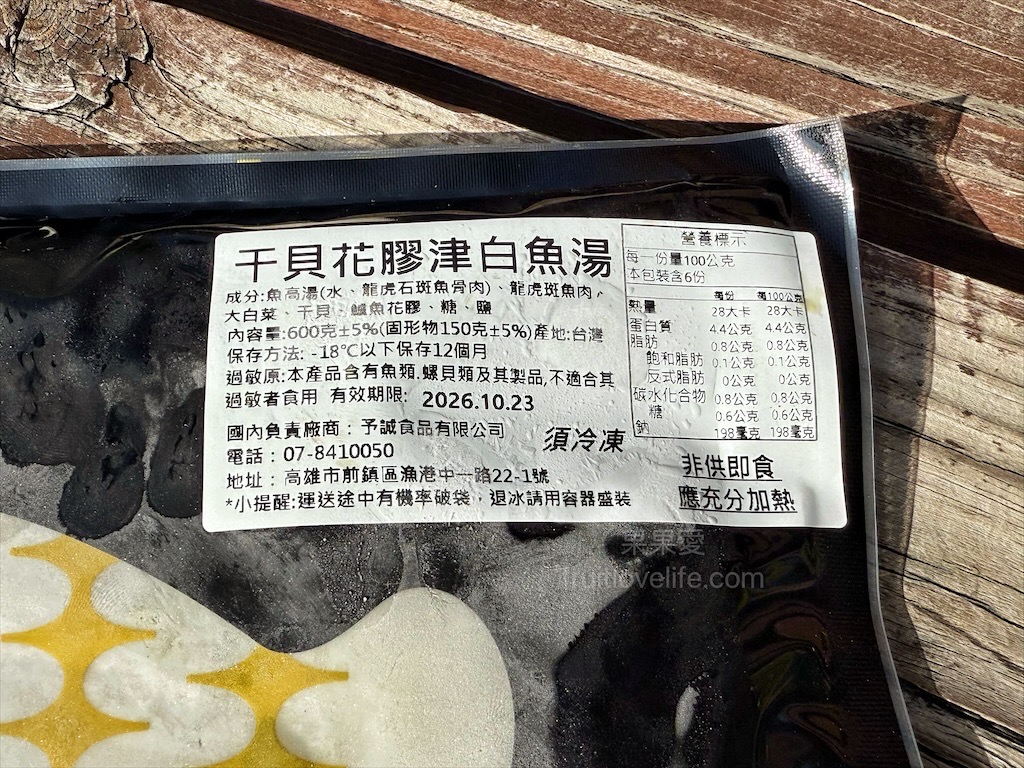 干貝花膠津白魚湯
成分:魚高湯(水、龍虎石斑魚骨肉)、龍虎斑魚肉、
大白菜、干貝、鱸魚花膠、糖、鹽
內容量:600克±5%(固形物150克±5%)產地:台灣
保存方法: -18°C以下保存12個月
過敏原:本產品含有魚類,螺貝類及其製品,不適合其
過敏者食用 有效期限: 2026.10.23
國內負責廠商：予誠食品有限公司
須冷凍
電話：07-8410050
地址：高雄市前鎮區漁港中一路22-1號
*小提醒:運送途中有機率破袋，退冰請用容器盛裝
營養標示
每一份量100公克
本包裝含6份
每份 每100公克
熱量 28大卡 28大卡
蛋白質 4.4公克 4.4公克
脂肪 0.8公克 0.8公克
飽和脂肪 0.1公克 0.1公克
反式脂肪 0公克 0公克
碳水化合物 0.8公克 0.8公克
糖 0.6公克 0.6公克
鈉 198毫克 198毫克
非供即食
應充分加熱
果果愛
fruitlovelife.com